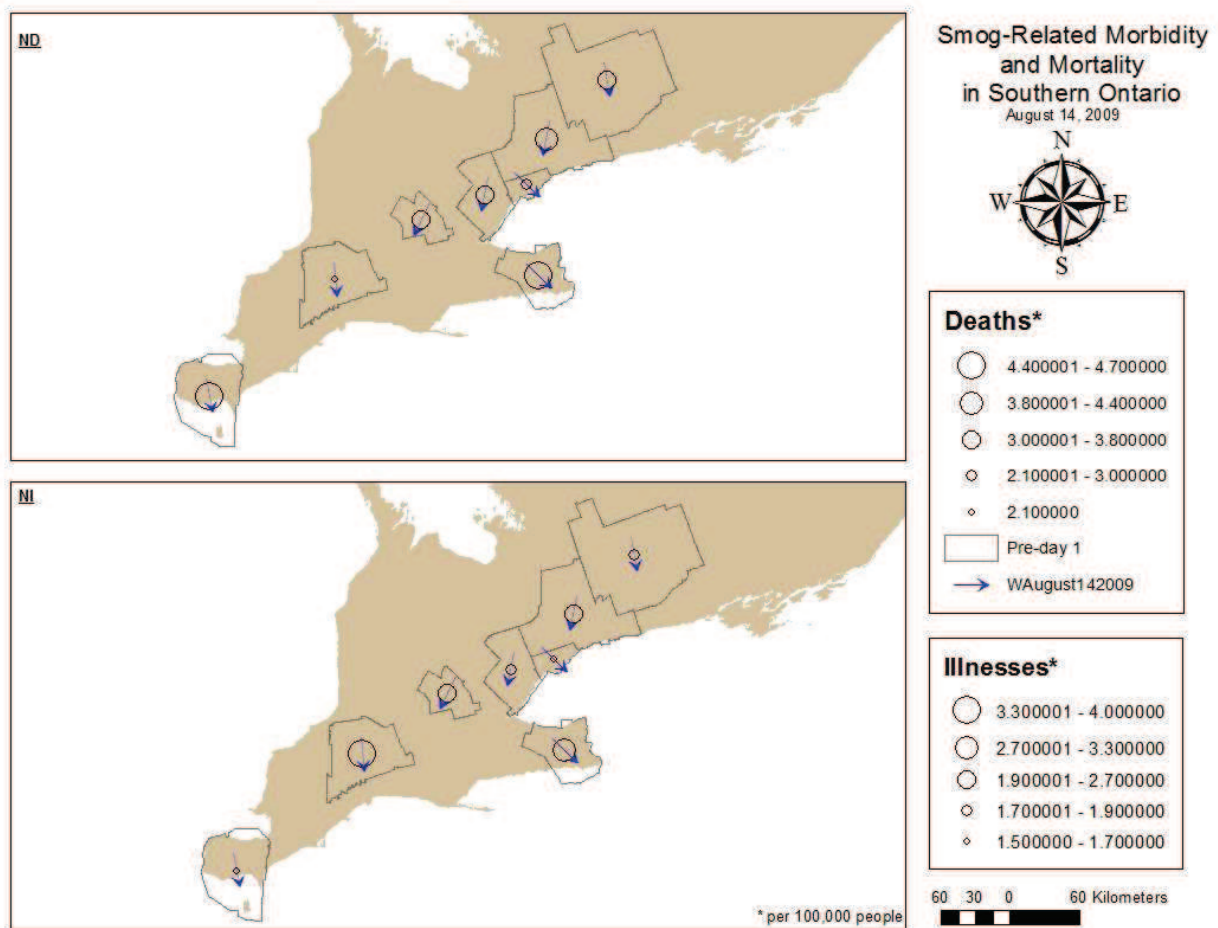 ND
Smog-Related Morbidity
and Mortality
in Southern Ontario
August 14, 2009
N
W E
S
Deaths*
4.400001 - 4.700000
3.800001 - 4.400000
3.000001 - 3.800000
2.100001 - 3.000000
2.100000
Pre-day 1
WAugust142009
NI
Illnesses*
3.300001 - 4.000000
2.700001 - 3.300000
1.900001 - 2.700000
1.700001 - 1.900000
1.500000 - 1.700000
* per 100,000 people
60 30 0 60 Kilometers